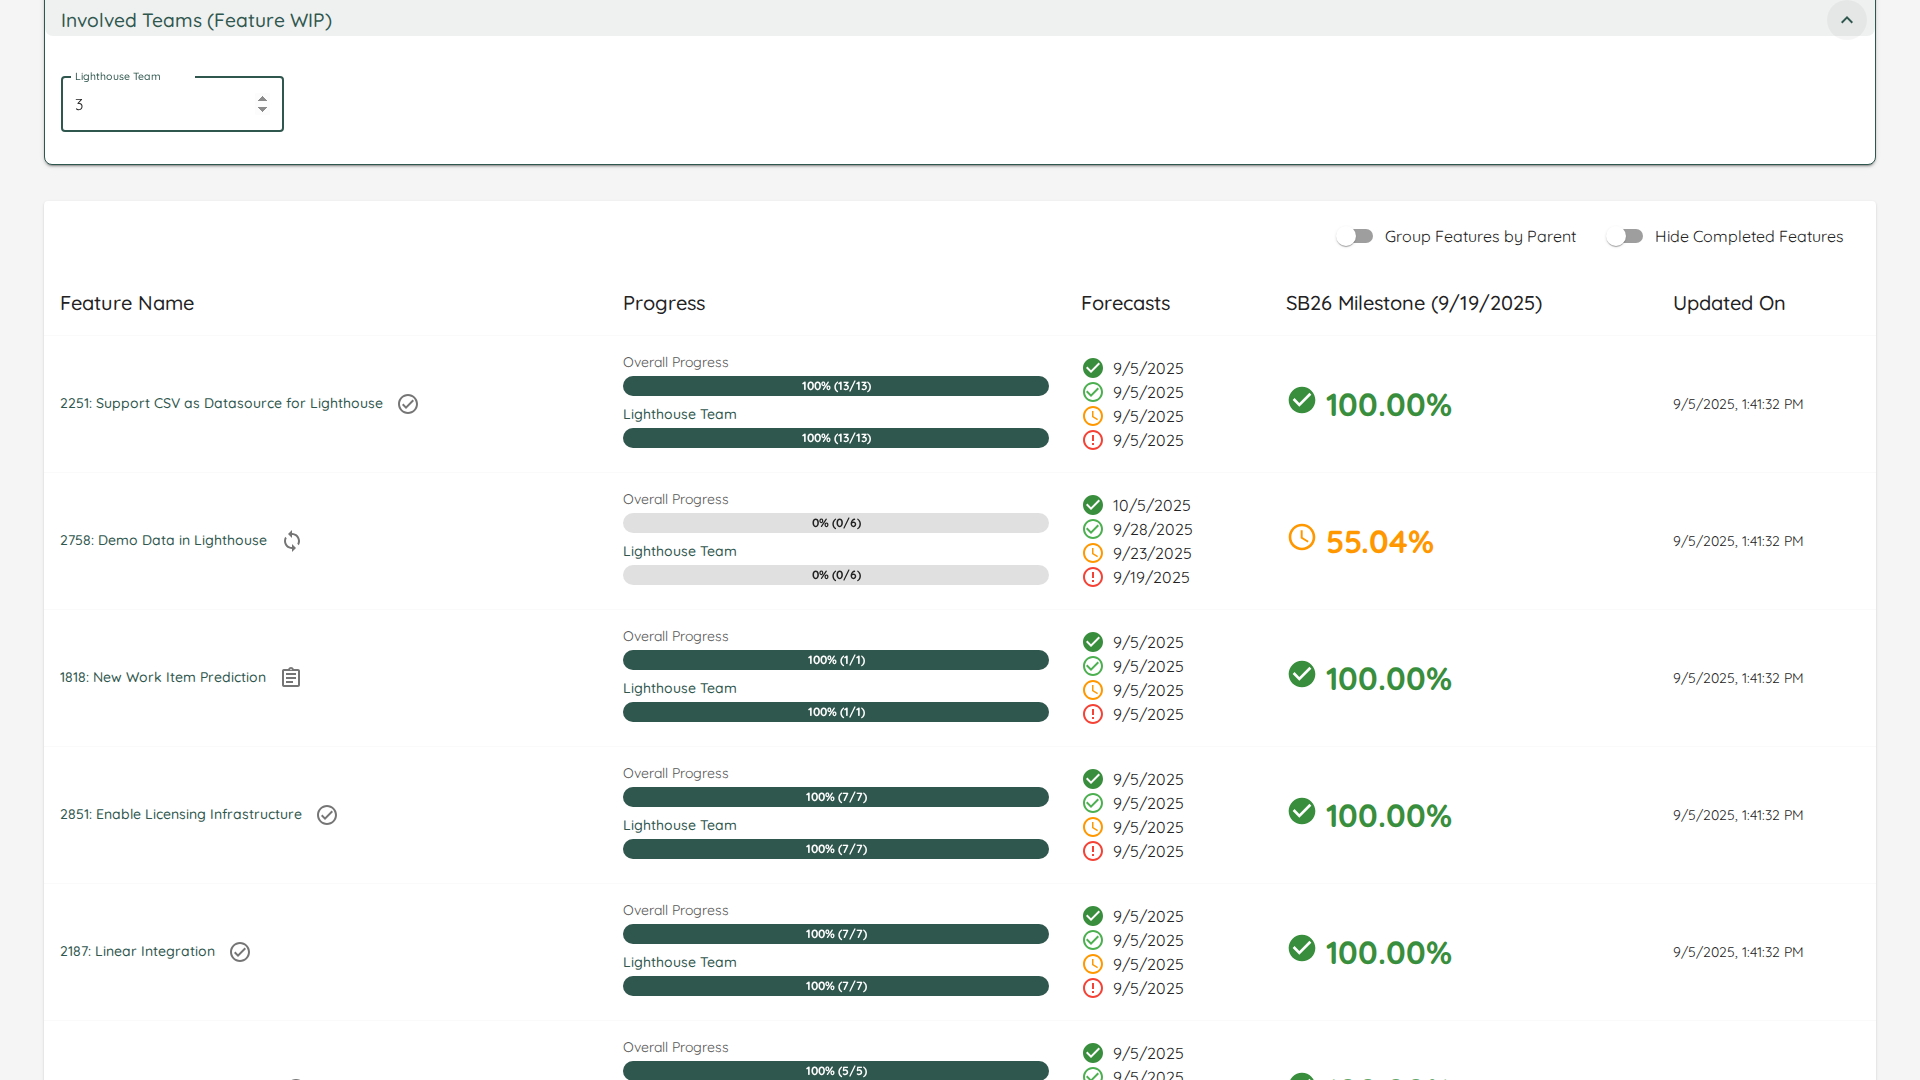 Involved Teams (Feature WIP)
Lighthouse Team
3
Group Features by Parent
Hide Completed Features
Feature Name
Progress
Forecasts
SB26 Milestone (9/19/2025)
Updated On
2251: Support CSV as Datasource for Lighthouse
Overall Progress
100% (13/13)
Lighthouse Team
100% (13/13)
9/5/2025
9/5/2025
9/5/2025
9/5/2025
100.00%
9/5/2025, 1:41:32 PM
2758: Demo Data in Lighthouse
Overall Progress
0% (0/6)
Lighthouse Team
0% (0/6)
10/5/2025
9/28/2025
9/23/2025
9/19/2025
55.04%
9/5/2025, 1:41:32 PM
1818: New Work Item Prediction
Overall Progress
100% (1/1)
Lighthouse Team
100% (1/1)
9/5/2025
9/5/2025
9/5/2025
9/5/2025
100.00%
9/5/2025, 1:41:32 PM
2851: Enable Licensing Infrastructure
Overall Progress
100% (7/7)
Lighthouse Team
100% (7/7)
9/5/2025
9/5/2025
9/5/2025
9/5/2025
100.00%
9/5/2025, 1:41:32 PM
2187: Linear Integration
Overall Progress
100% (7/7)
Lighthouse Team
100% (7/7)
9/5/2025
9/5/2025
9/5/2025
9/5/2025
100.00%
9/5/2025, 1:41:32 PM
Overall Progress
100% (5/5)
9/5/2025
9/5/2025